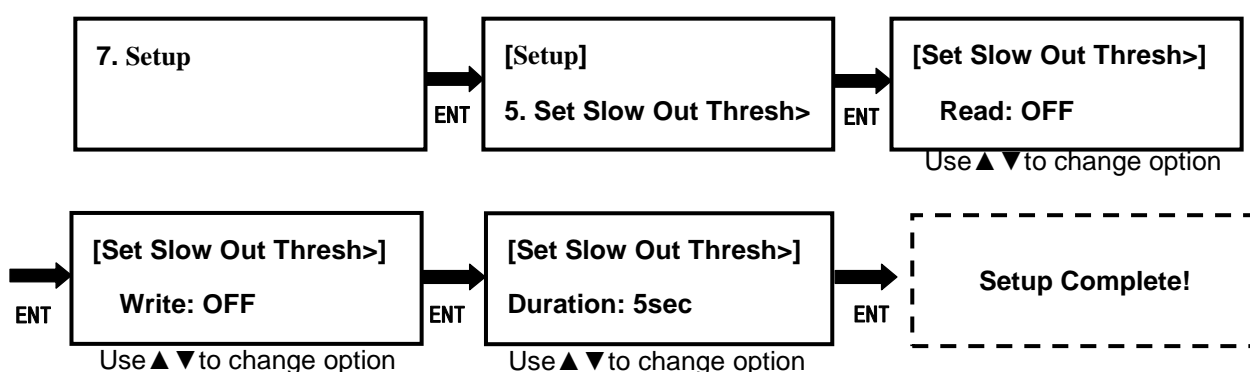 7. Setup
ENT
[Setup]
5. Set Slow Out Thresh>
ENT
[Set Slow Out Thresh>]
Read: OFF
Use▲▼to change option
ENT
[Set Slow Out Thresh>]
Write: OFF
Use▲▼to change option
ENT
[Set Slow Out Thresh>]
Duration: 5sec
Use▲▼to change option
ENT
Setup Complete!